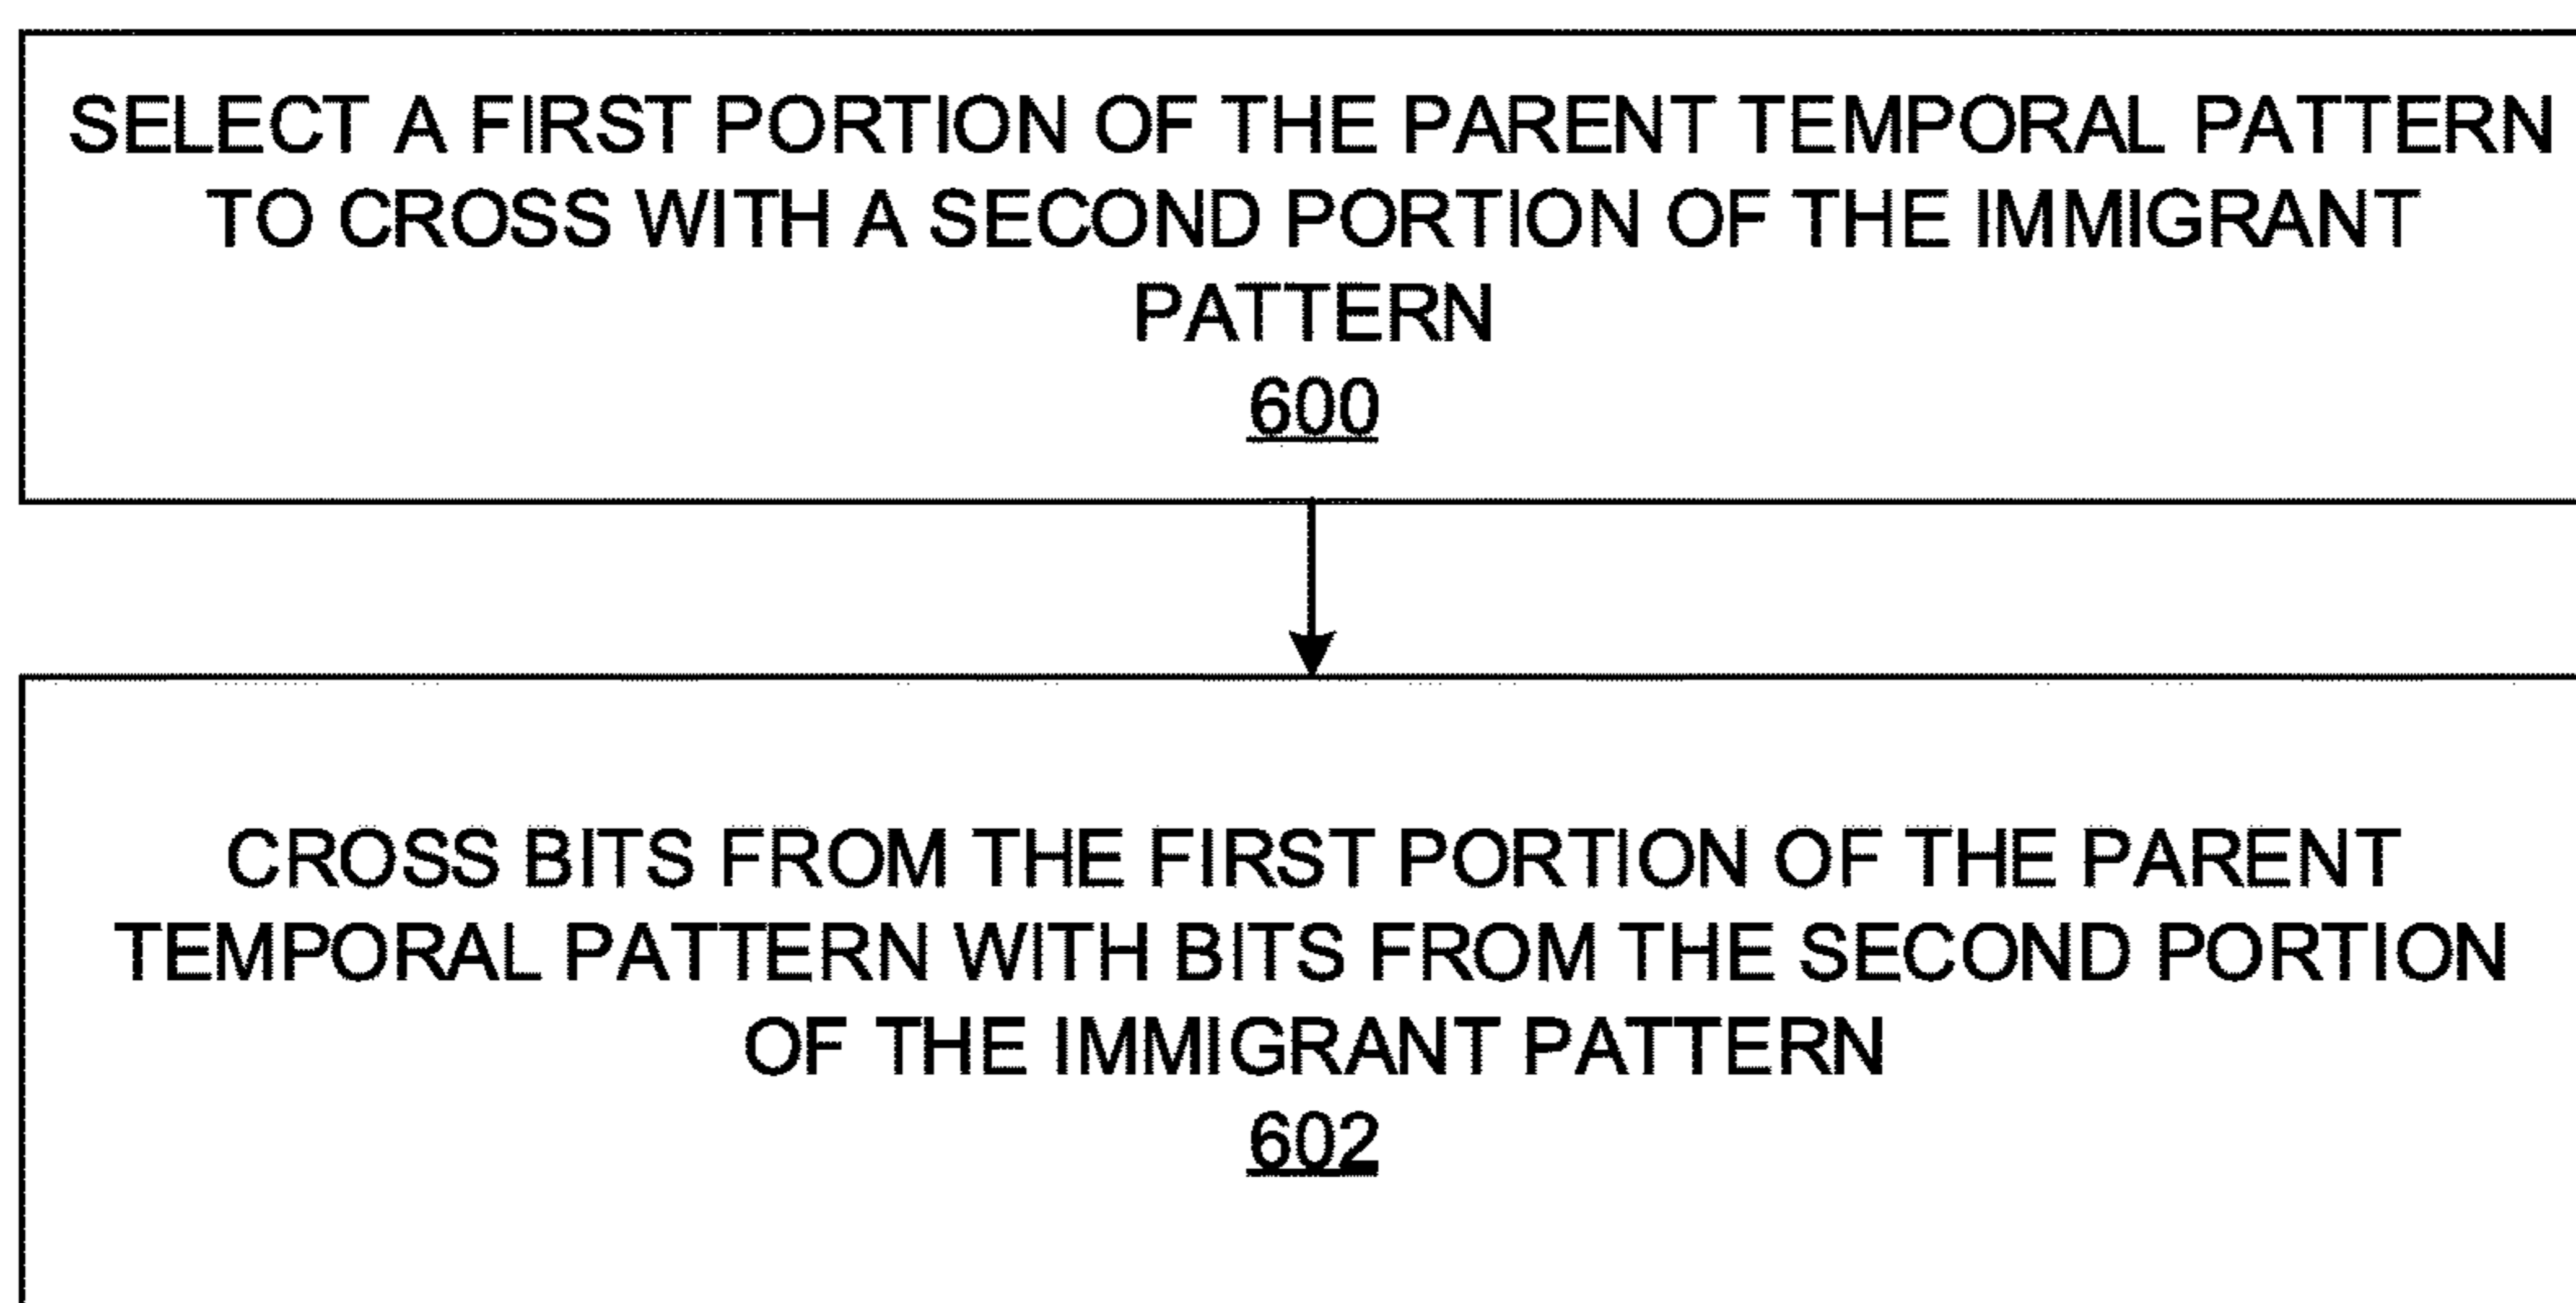 SELECT A FIRST PORTION OF THE PARENT TEMPORAL PATTERN
TO CROSS WITH A SECOND PORTION OF THE IMMIGRANT
PATTERN
600
CROSS BITS FROM THE FIRST PORTION OF THE PARENT
TEMPORAL PATTERN WITH BITS FROM THE SECOND PORTION
OF THE IMMIGRANT PATTERN
602